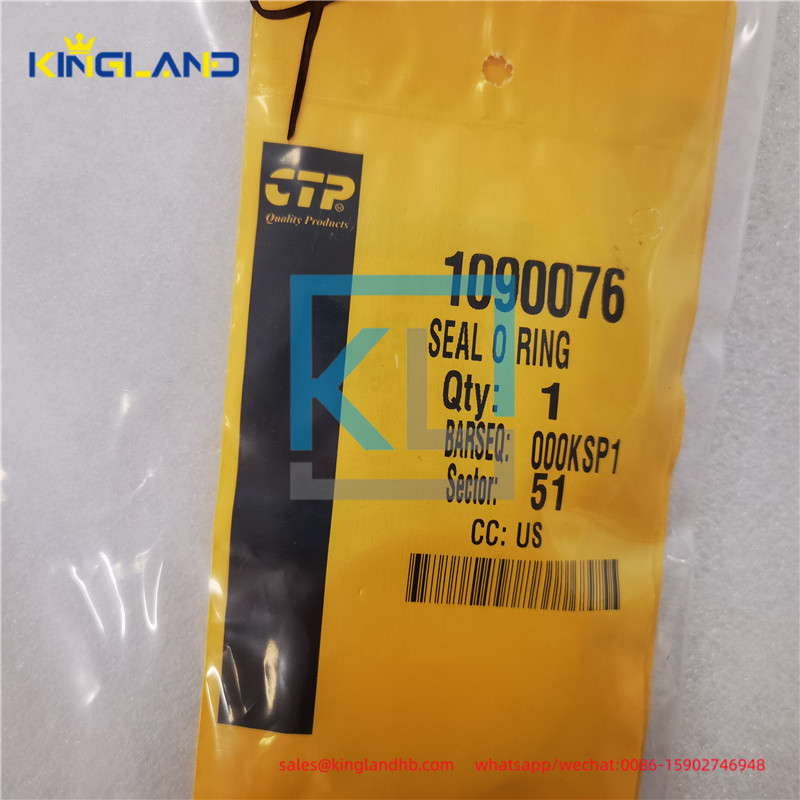 KINGLAND
CTP®
Quality Products
1090076
SEAL O RING
Qty: 1
KL
BARSEQ: 000KSP1
Sector: 51
CC: US
sales@kinglandhb.com whatsapp/wechat:0086-15902746948